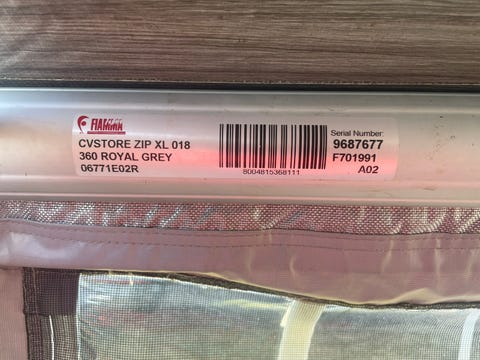 FIAMMA
CVSTORE ZIP XL 018
360 ROYAL GREY
06771E02R
8004815368111
Serial Number:
9687677
F701991
A02